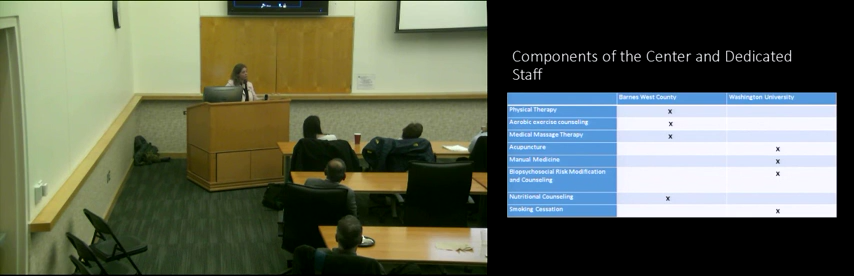 Components of the Center and Dedicated
Staff
Barnes West County Washington University
Physical Therapy x
Aerobic exercise counseling x
Medical Massage Therapy x
Acupuncture x
Manual Medicine x
Biopsychosocial Risk Modification
and Counseling x
Nutritional Counseling x
Smoking Cessation x